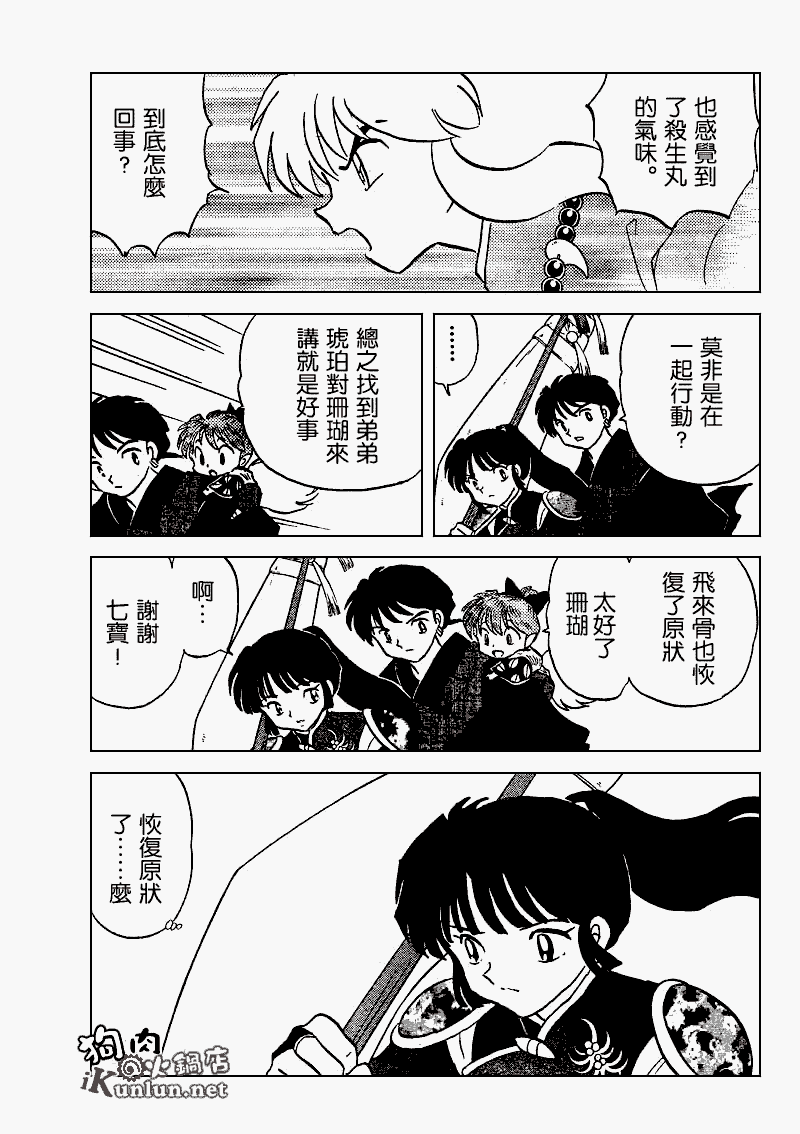 也感覺到
了殺生丸
的氣味。
到底怎麼
回事？
莫非是在
一起行動？
……
總之找到弟弟
琥珀對珊瑚來
講就是好事
飛來骨也恢
復了原狀
太好了
珊瑚
啊…
謝謝
七寶！
恢復原狀
了……麼
狗肉火鍋店
iKunlun.net